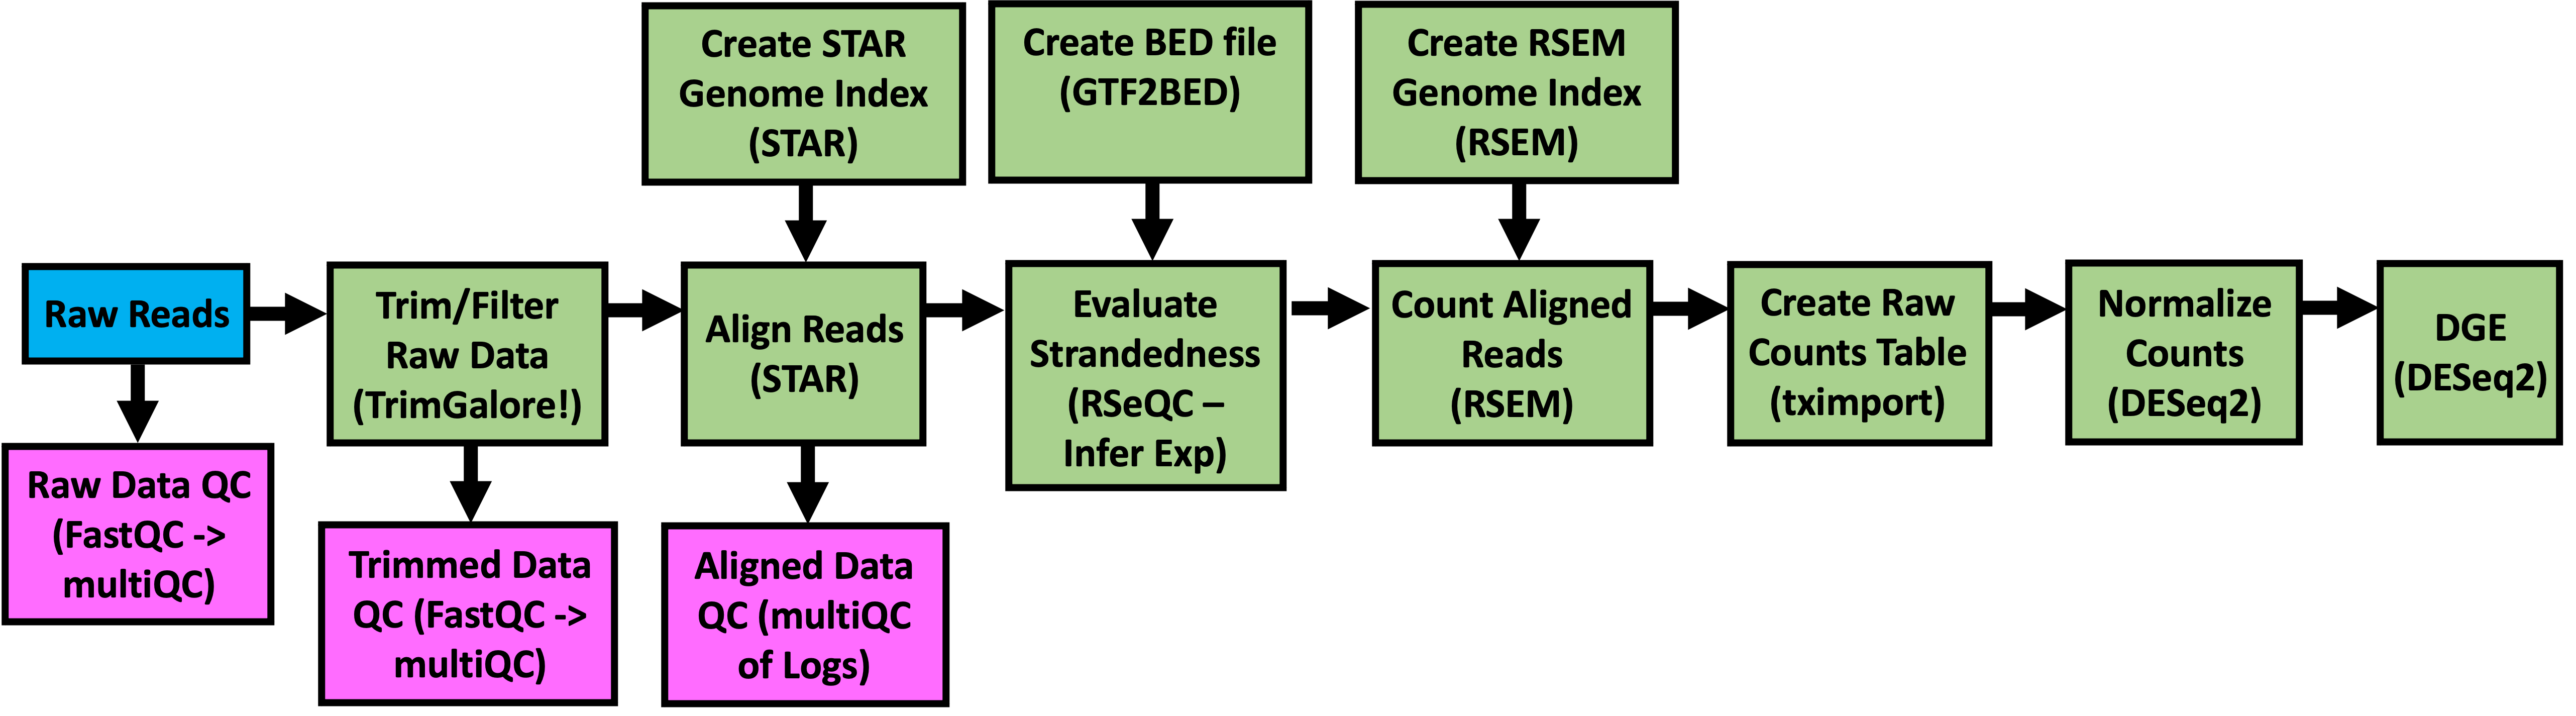 Create STAR
Genome Index
(STAR)
Create BED file
(GTF2BED)
Create RSEM
Genome Index
(RSEM)
Raw Reads
Trim/Filter
Raw Data
(TrimGalore!)
Align Reads
(STAR)
Evaluate
Strandedness
(RSeQC –
Infer Exp)
Count Aligned
Reads
(RSEM)
Create Raw
Counts Table
(tximport)
Normalize
Counts
(DESeq2)
DGE
(DESeq2)
Raw Data QC
(FastQC ->
multiQC)
Trimmed Data
QC (FastQC ->
multiQC)
Aligned Data
QC (multiQC
of Logs)